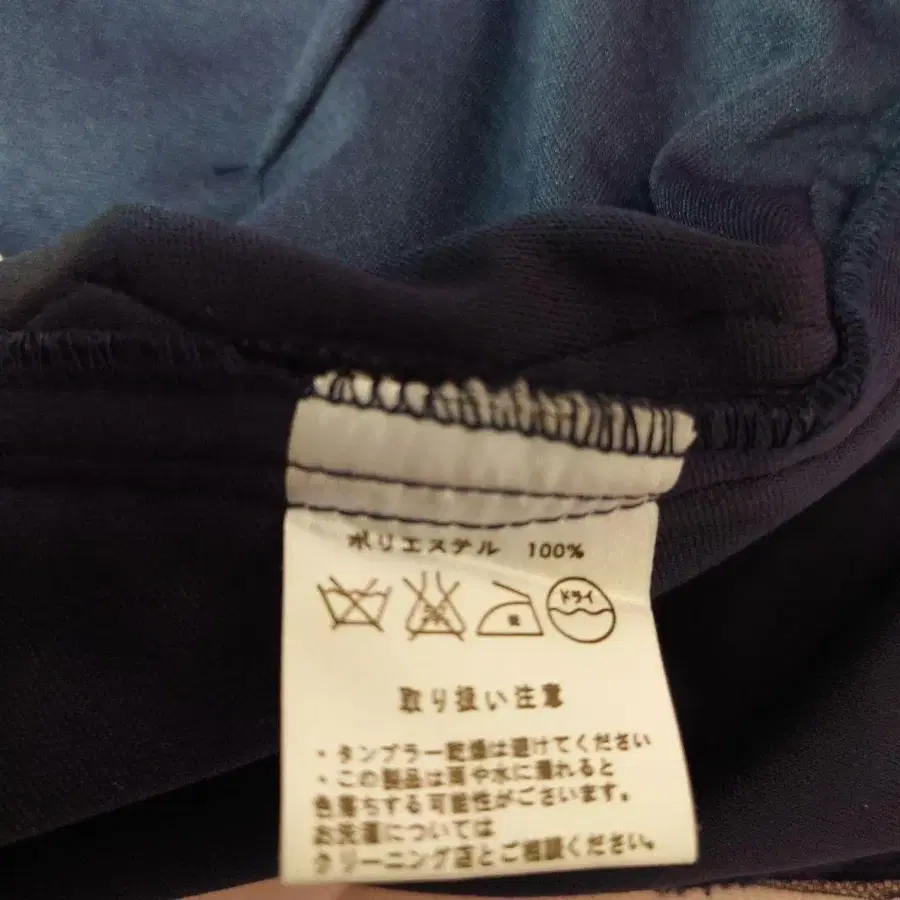 ポリエステル 100%
ドライ
取り扱い注意
・タンブラー乾燥は避けてください
・この製品は雨や水に濡れると
色落ちする可能性がございます。
お洗濯については
クリーニング店とご相談ください。